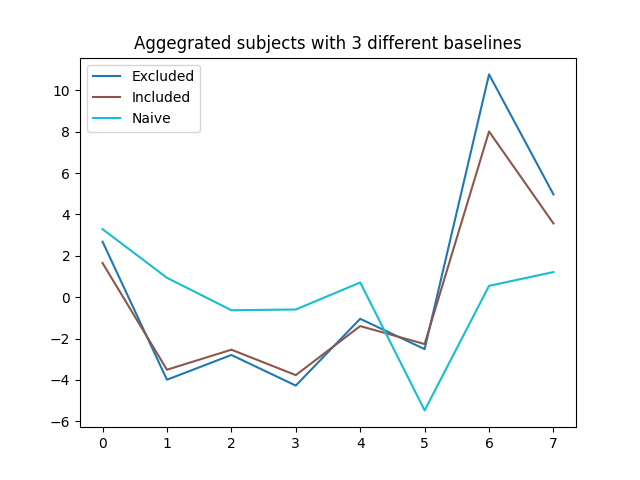 Aggegrated subjects with 3 different baselines
Excluded
Included
Naive
10
8
6
4
2
0
−2
−4
−6
0 1 2 3 4 5 6 7